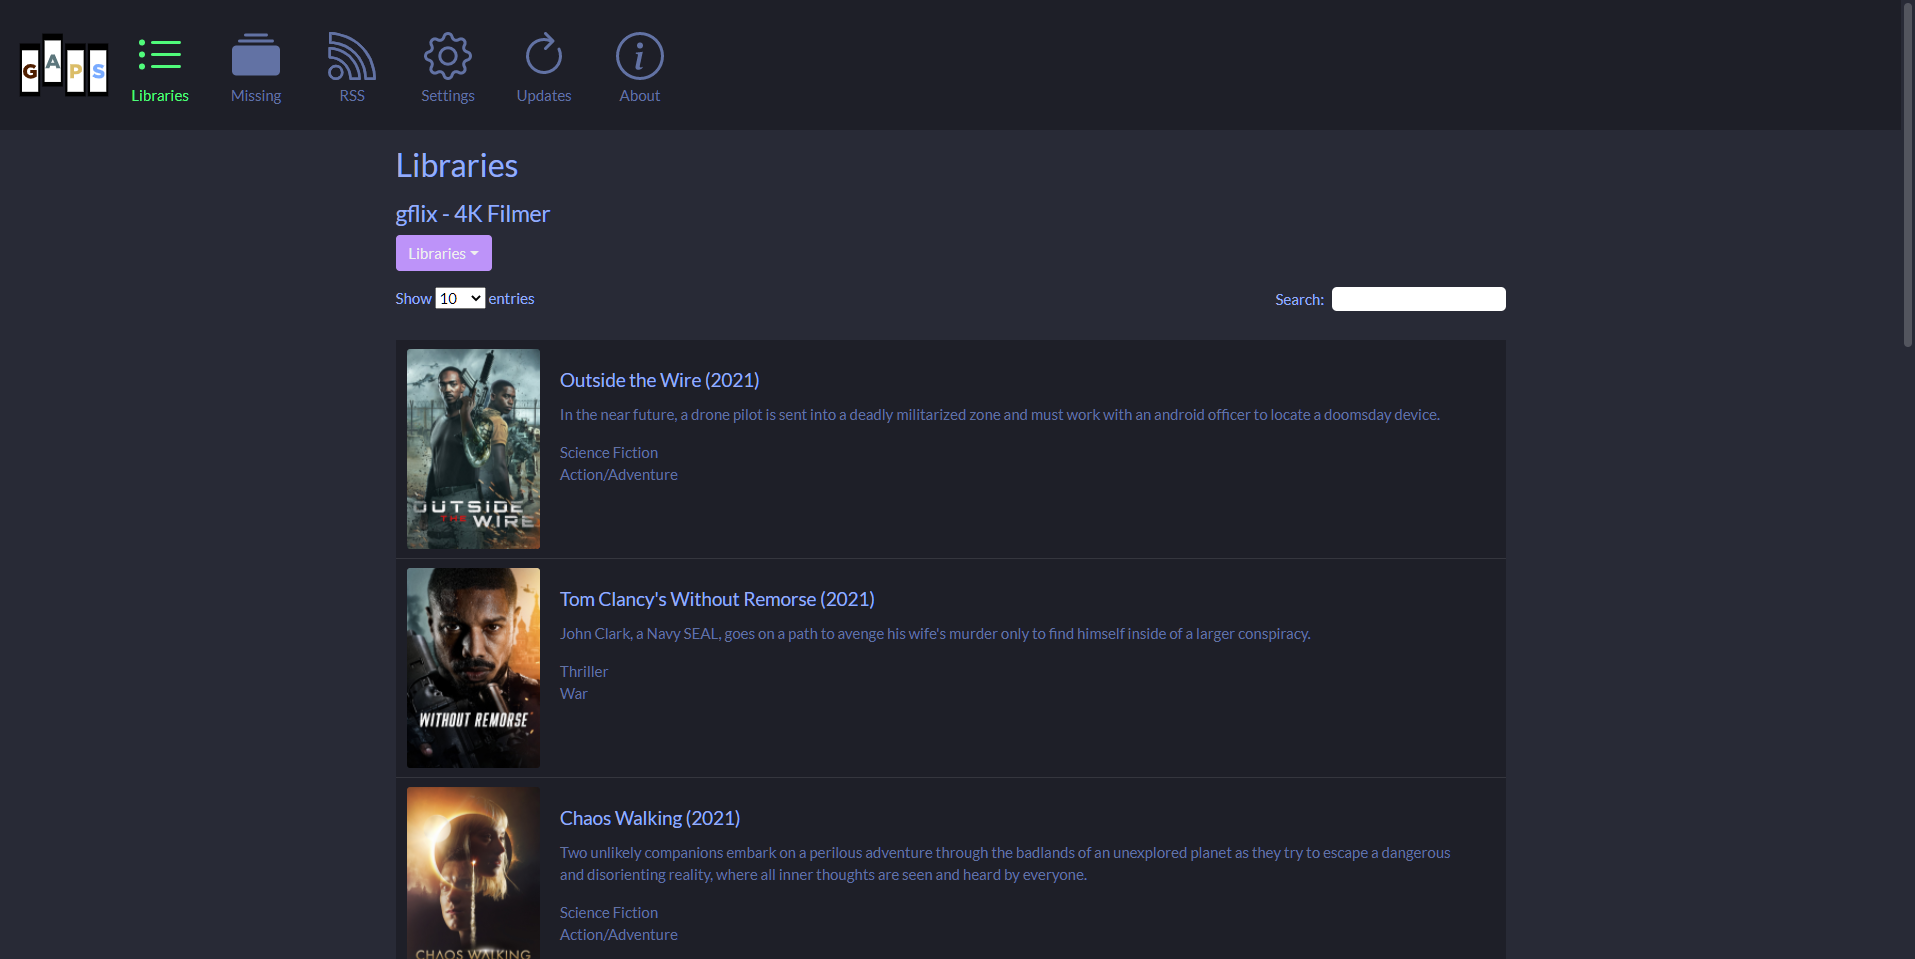 GAPS
Libraries
Missing
RSS
Settings
Updates
About
Libraries
gflix - 4K Filmer
Libraries
Show 10 entries
Search:
OUTSIDE
THE WIRE
Outside the Wire (2021)
In the near future, a drone pilot is sent into a deadly militarized zone and must work with an android officer to locate a doomsday device.
Science Fiction
Action/Adventure
WITHOUT REMORSE
Tom Clancy's Without Remorse (2021)
John Clark, a Navy SEAL, goes on a path to avenge his wife's murder only to find himself inside of a larger conspiracy.
Thriller
War
CHAOS WALKING
Chaos Walking (2021)
Two unlikely companions embark on a perilous adventure through the badlands of an unexplored planet as they try to escape a dangerous
and disorienting reality, where all inner thoughts are seen and heard by everyone.
Science Fiction
Action/Adventure